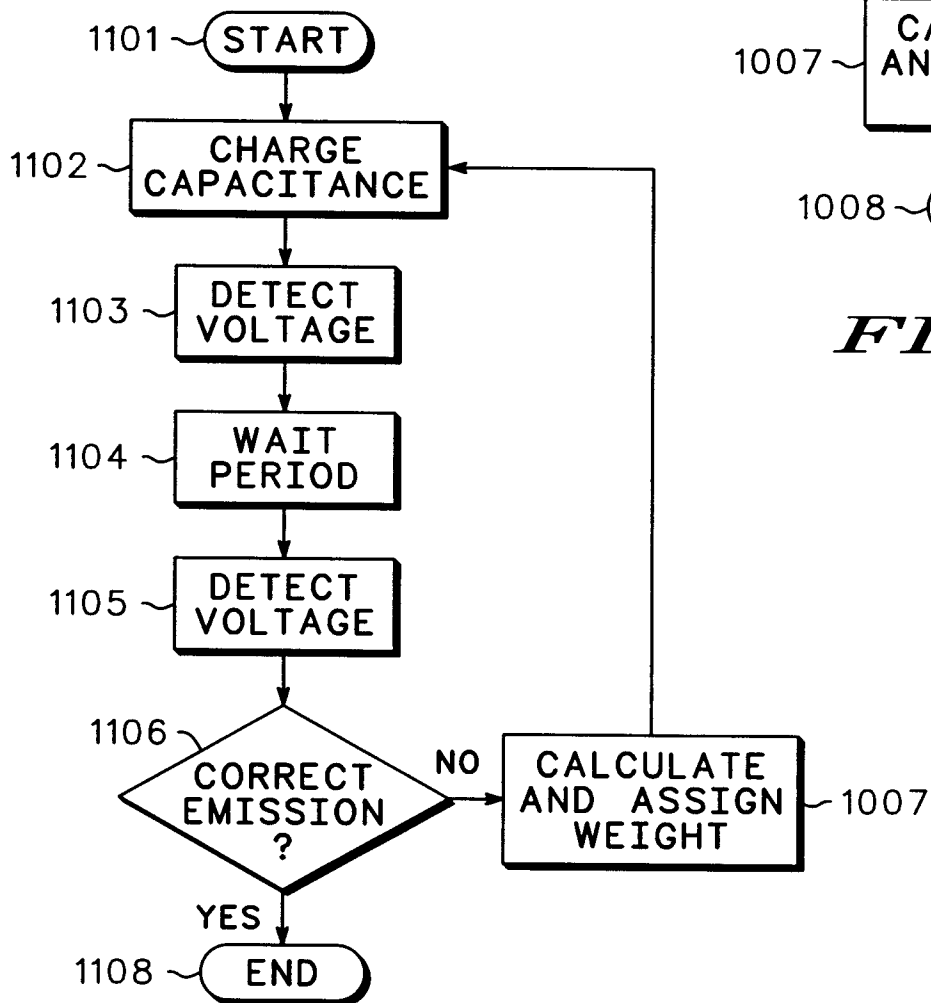 1101
START
1102
CHARGE
CAPACITANCE
1103
DETECT
VOLTAGE
1104
WAIT
PERIOD
1105
DETECT
VOLTAGE
1106
CORRECT
EMISSION
?
NO
CALCULATE
AND ASSIGN
WEIGHT
1007
YES
1108
END
1007
1008